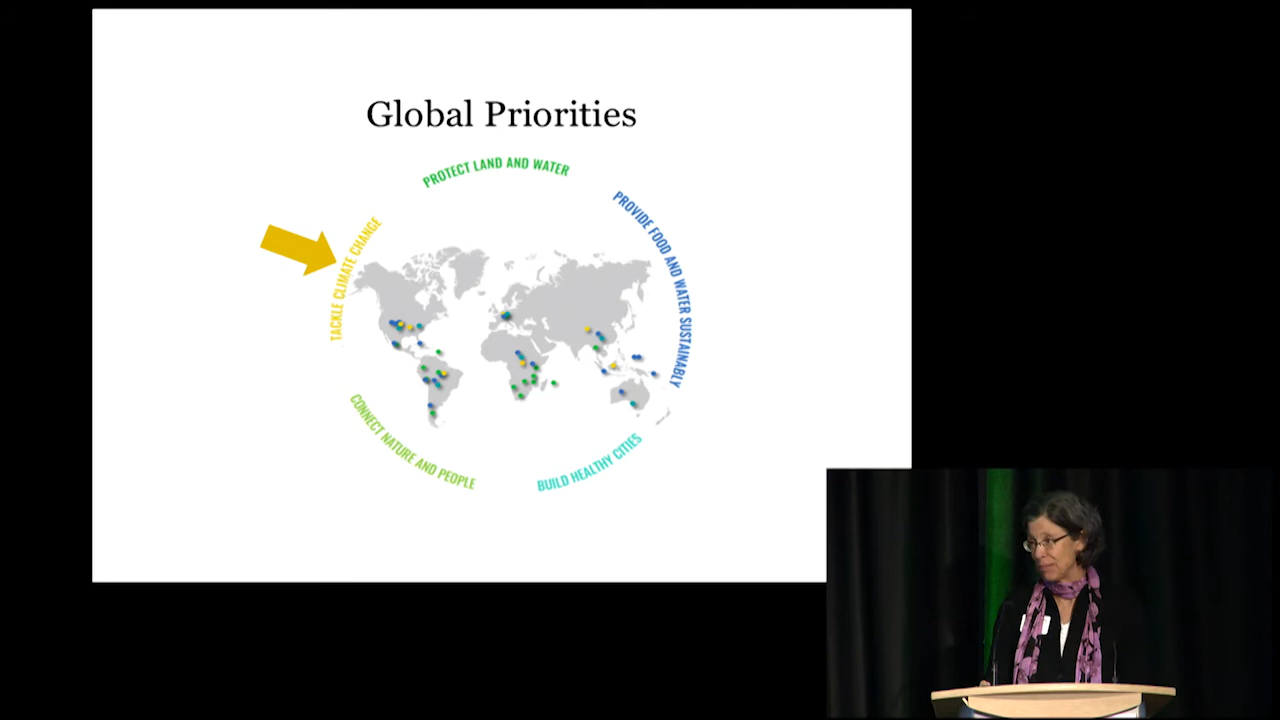 Global Priorities
PROTECT LAND AND WATER
PROVIDE FOOD AND WATER SUSTAINABLY
TACKLE CLIMATE CHANGE
CONNECT NATURE AND PEOPLE
BUILD HEALTHY CITIES